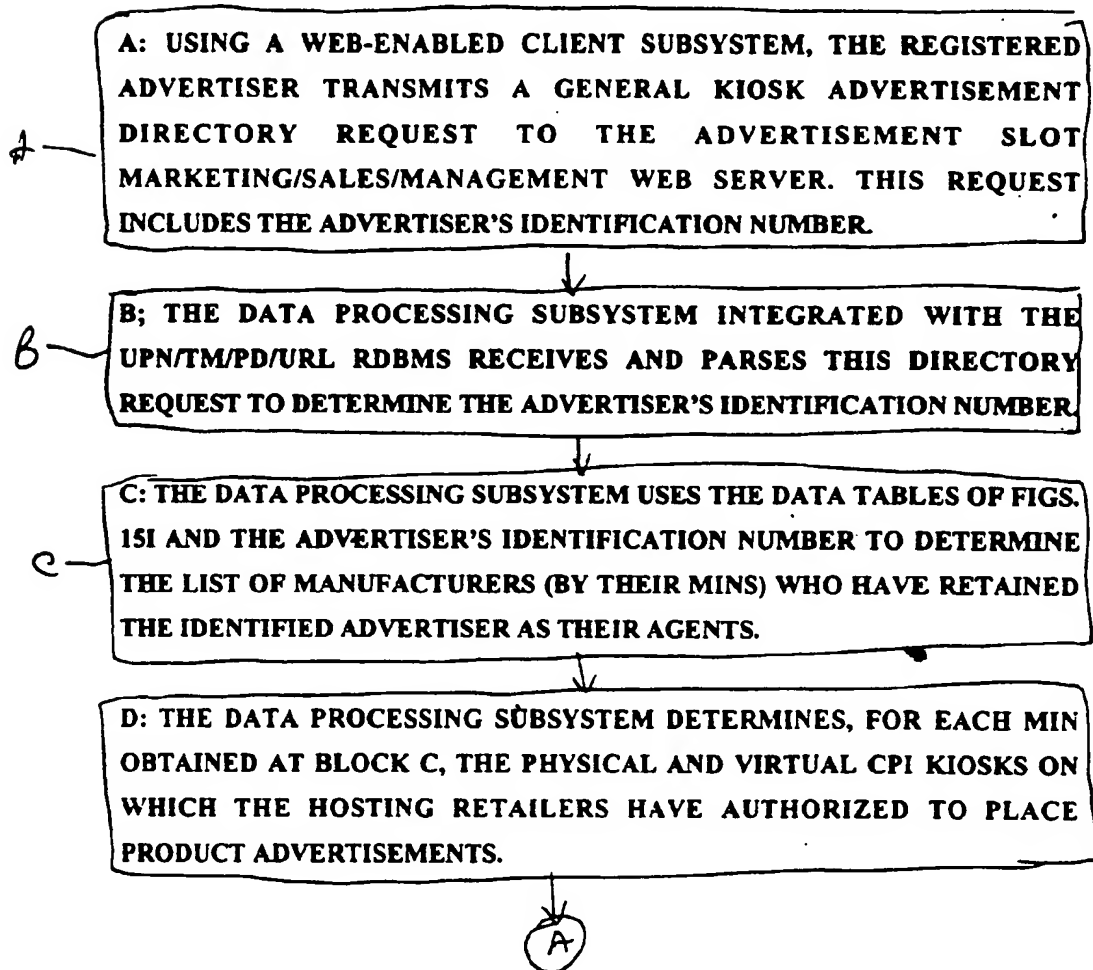 A: USING A WEB-ENABLED CLIENT SUBSYSTEM, THE REGISTERED
ADVERTISER TRANSMITS A GENERAL KIOSK ADVERTISEMENT
DIRECTORY REQUEST TO THE ADVERTISEMENT SLOT
MARKETING/SALES/MANAGEMENT WEB SERVER. THIS REQUEST
INCLUDES THE ADVERTISER'S IDENTIFICATION NUMBER.
A
B; THE DATA PROCESSING SUBSYSTEM INTEGRATED WITH THE
UPN/TM/PD/URL RDBMS RECEIVES AND PARSES THIS DIRECTORY
REQUEST TO DETERMINE THE ADVERTISER'S IDENTIFICATION NUMBER.
B
C: THE DATA PROCESSING SUBSYSTEM USES THE DATA TABLES OF FIGS.
15I AND THE ADVERTISER'S IDENTIFICATION NUMBER TO DETERMINE
THE LIST OF MANUFACTURERS (BY THEIR MINS) WHO HAVE RETAINED
THE IDENTIFIED ADVERTISER AS THEIR AGENTS.
C
D: THE DATA PROCESSING SUBSYSTEM DETERMINES, FOR EACH MIN
OBTAINED AT BLOCK C, THE PHYSICAL AND VIRTUAL CPI KIOSKS ON
WHICH THE HOSTING RETAILERS HAVE AUTHORIZED TO PLACE
PRODUCT ADVERTISEMENTS.
A